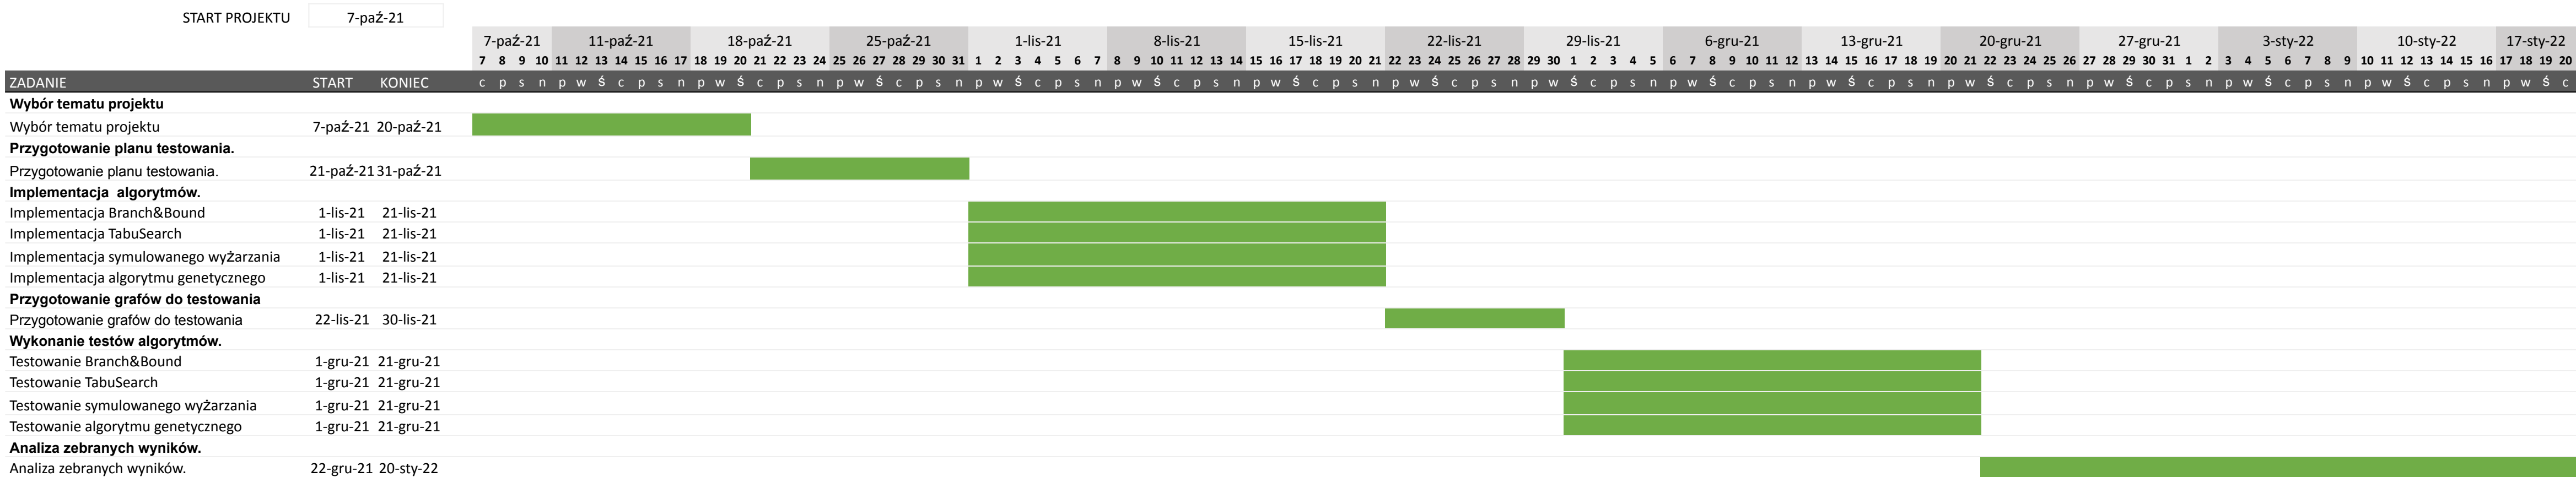 START PROJEKTU 7-paź-21
7-paź-21 11-paź-21 18-paź-21 25-paź-21 1-lis-21 8-lis-21 15-lis-21 22-lis-21 29-lis-21 6-gru-21 13-gru-21 20-gru-21 27-gru-21 3-sty-22 10-sty-22 17-sty-22
7 8 9 10 11 12 13 14 15 16 17 18 19 20 21 22 23 24 25 26 27 28 29 30 31 1 2 3 4 5 6 7 8 9 10 11 12 13 14 15 16 17 18 19 20 21 22 23 24 25 26 27 28 29 30 1 2 3 4 5 6 7 8 9 10 11 12 13 14 15 16 17 18 19 20 21 22 23 24 25 26 27 28 29 30 31 1 2 3 4 5 6 7 8 9 10 11 12 13 14 15 16 17 18 19 20
ZADANIE START KONIEC c p s n p w ś c p s n p w ś c p s n p w ś c p s n p w ś c p s n p w ś c p s n p w ś c p s n p w ś c p s n p w ś c p s n p w ś c p s n p w ś c p s n p w ś c p s n p w ś c p s n p w ś c p s n p w ś c p s n p w ś c
Wybór tematu projektu
Wybór tematu projektu 7-paź-21 20-paź-21
Przygotowanie planu testowania.
Przygotowanie planu testowania. 21-paź-21 31-paź-21
Implementacja algorytmów.
Implementacja Branch&Bound 1-lis-21 21-lis-21
Implementacja TabuSearch 1-lis-21 21-lis-21
Implementacja symulowanego wyżarzania 1-lis-21 21-lis-21
Implementacja algorytmu genetycznego 1-lis-21 21-lis-21
Przygotowanie grafów do testowania
Przygotowanie grafów do testowania 22-lis-21 30-lis-21
Wykonanie testów algorytmów.
Testowanie Branch&Bound 1-gru-21 21-gru-21
Testowanie TabuSearch 1-gru-21 21-gru-21
Testowanie symulowanego wyżarzania 1-gru-21 21-gru-21
Testowanie algorytmu genetycznego 1-gru-21 21-gru-21
Analiza zebranych wyników.
Analiza zebranych wyników. 22-gru-21 20-sty-22